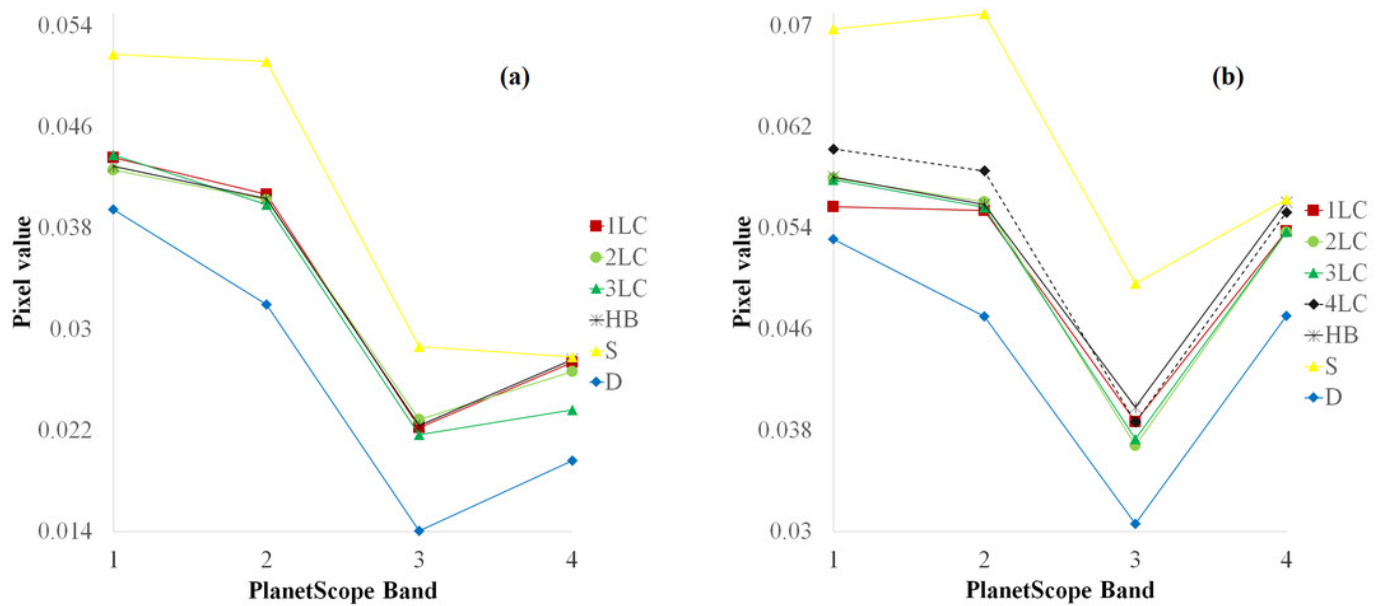 (a)
Pixel value
0.054
0.046
0.038
0.03
0.022
0.014
1 2 3 4
PlanetScope Band
1LC
2LC
3LC
HB
S
D
(b)
Pixel value
0.07
0.062
0.054
0.046
0.038
0.03
1 2 3 4
PlanetScope Band
1LC
2LC
3LC
4LC
HB
S
D